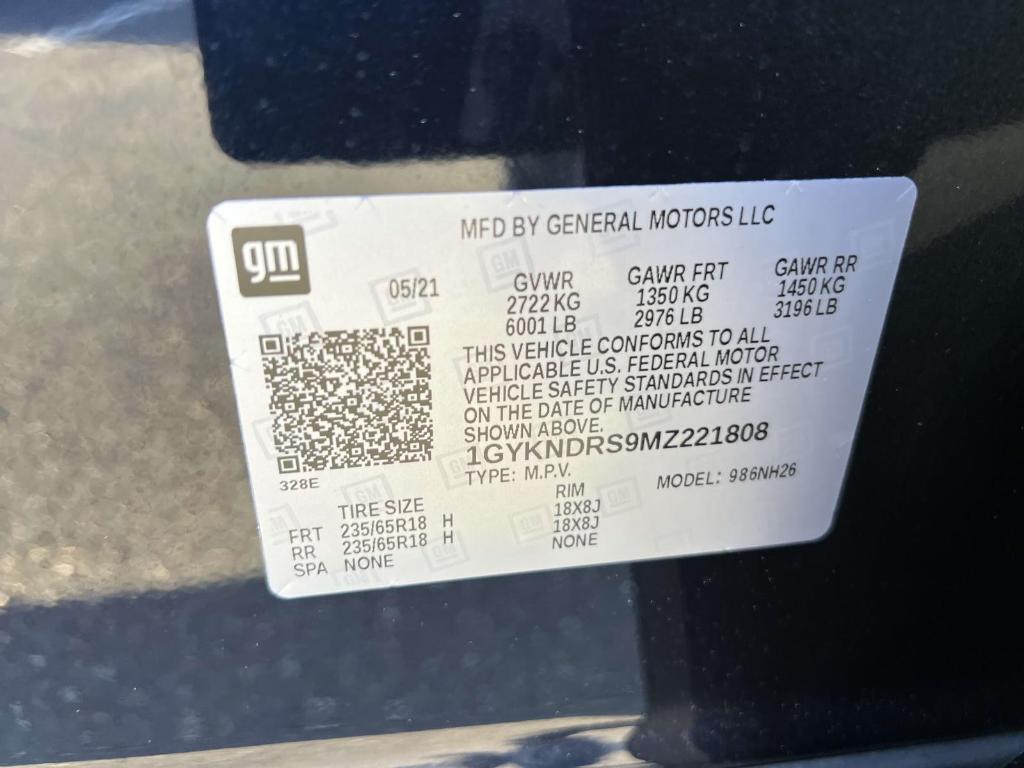 gm
MFD BY GENERAL MOTORS LLC
05/21
GVWR GAWR FRT GAWR RR
2722 KG 1350 KG 1450 KG
6001 LB 2976 LB 3196 LB
THIS VEHICLE CONFORMS TO ALL
APPLICABLE U.S. FEDERAL MOTOR
VEHICLE SAFETY STANDARDS IN EFFECT
ON THE DATE OF MANUFACTURE
SHOWN ABOVE.
1GYKNDRS9MZ221808
TYPE: M.P.V. MODEL: 986NH26
328E
TIRE SIZE RIM
FRT 235/65R18 H 18X8J
RR 235/65R18 H 18X8J
SPA NONE NONE